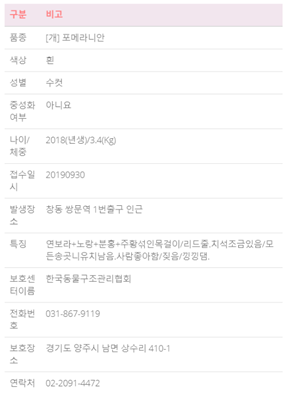 구분 비고
품종 [개] 포메라니안
색상 흰
성별 수컷
중성화 아니요
여부
나이/ 2018(년생)/3.4(Kg)
체중
접수일 20190930
시
발생장 창동 쌍문역 1번출구 인근
소
특징 연보라+노랑+분홍+주황섞인목걸이/리드줄.치석조금있음/모
든송곳니유치남음.사람좋아함/짖음/낑낑댐.
보호센 한국동물구조관리협회
터이름
전화번 031-867-9119
호
보호장 경기도 양주시 남면 상수리 410-1
소
연락처 02-2091-4472